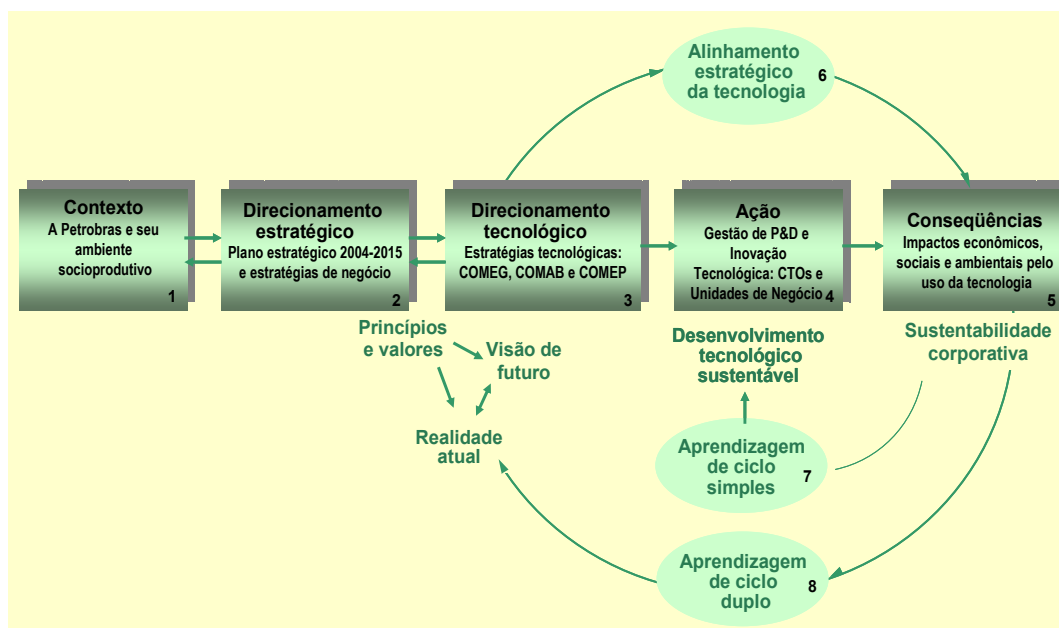 Alinhamento
estratégico
da tecnologia
6
Contexto
A Petrobras e seu
ambiente
socioprodutivo
1
Direcionamento
estratégico
Plano estratégico 2004-2015
e estratégias de negócio
2
Direcionamento
tecnológico
Estratégias tecnológicas:
COMEG, COMAB e COMEP
3
Ação
Gestão de P&D e
Inovação
Tecnológica: CTOs e
Unidades de Negócio
4
Conseqüências
Impactos econômicos,
sociais e ambientais pelo
uso da tecnologia
5
Princípios
e valores
Visão de
futuro
Realidade
atual
Desenvolvimento
tecnológico
sustentável
Sustentabilidade
corporativa
Aprendizagem
de ciclo
simples
7
Aprendizagem
de ciclo
duplo
8